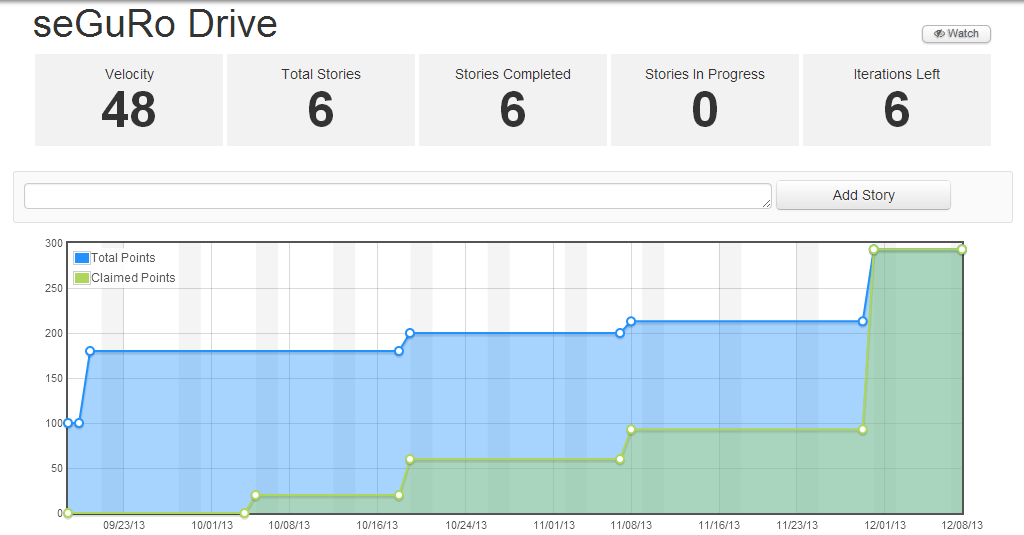 seGuRo Drive
Watch
Velocity
48
Total Stories
6
Stories Completed
6
Stories In Progress
0
Iterations Left
6
Add Story
Total Points
Claimed Points
300
250
200
150
100
50
0
09/23/13 10/01/13 10/08/13 10/16/13 10/24/13 11/01/13 11/08/13 11/16/13 11/23/13 12/01/13 12/08/13